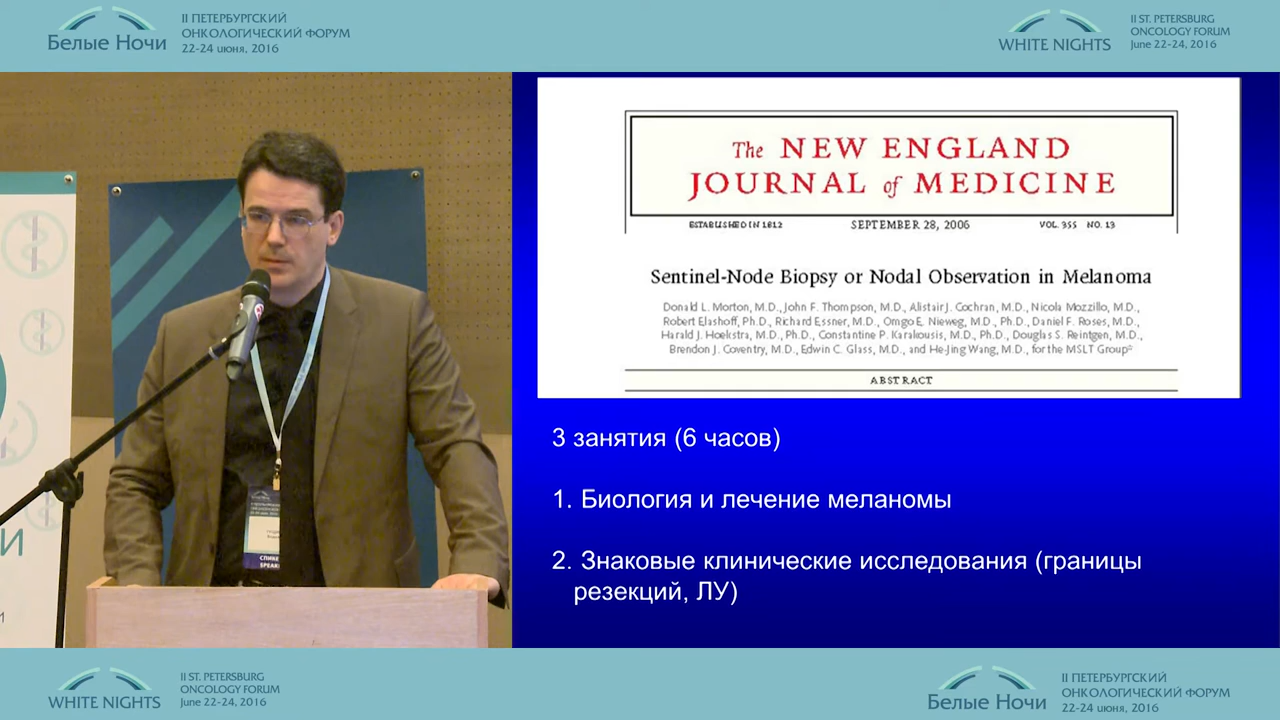 II ПЕТЕРБУРГСКИЙ
ОНКОЛОГИЧЕСКИЙ ФОРУМ
Белые Ночи
22-24 июня, 2016
II ST. PETERSBURG
ONCOLOGY FORUM
WHITE NIGHTS
June 22-24, 2016
The NEW ENGLAND
JOURNAL of MEDICINE
ESTABLISHED IN 1812
SEPTEMBER 28, 2006
VOL. 355 NO. 13
Sentinel-Node Biopsy or Nodal Observation in Melanoma
Donald L. Morton, M.D., John F. Thompson, M.D., Alistair J. Cochran, M.D., Nicola Mozzillo, M.D.,
Robert Elashoff, Ph.D., Richard Essner, M.D., Omgo E. Nieweg, M.D., Ph.D., Daniel F. Roses, M.D.,
Harald J. Hoekstra, M.D., Ph.D., Constantine P. Karakousis, M.D., Ph.D., Douglas S. Reintgen, M.D.,
Brendon J. Coventry, M.D., Edwin C. Glass, M.D., and He-Jing Wang, M.D., for the MSLT Group
ABSTRACT
3 занятия (6 часов)
1. Биология и лечение меланомы
2. Знаковые клинические исследования (границы
резекций, ЛУ)
СПИКЕ
SPEAK
И
II ST. PETERSBURG
ONCOLOGY FORUM
WHITE NIGHTS
June 22-24, 2016
II ПЕТЕРБУРГСКИЙ
ОНКОЛОГИЧЕСКИЙ ФОРУМ
Белые Ночи
22-24 июня, 2016